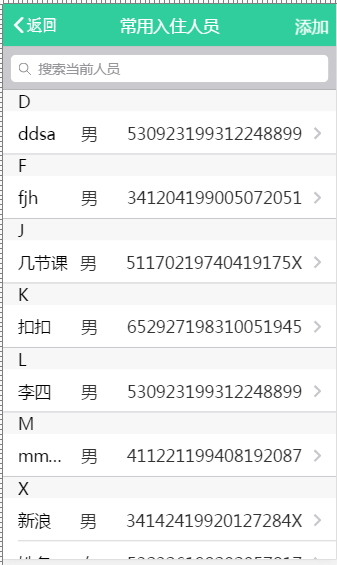 返回 常用入住人员 添加
搜索当前人员
D
ddsa 男 530923199312248899
F
fjh 男 341204199005072051
J
几节课 男 51170219740419175X
K
扣扣 男 652927198310051945
L
李四 男 530923199312248899
M
mm... 男 411221199408192087
X
新浪 男 34142419920127284X